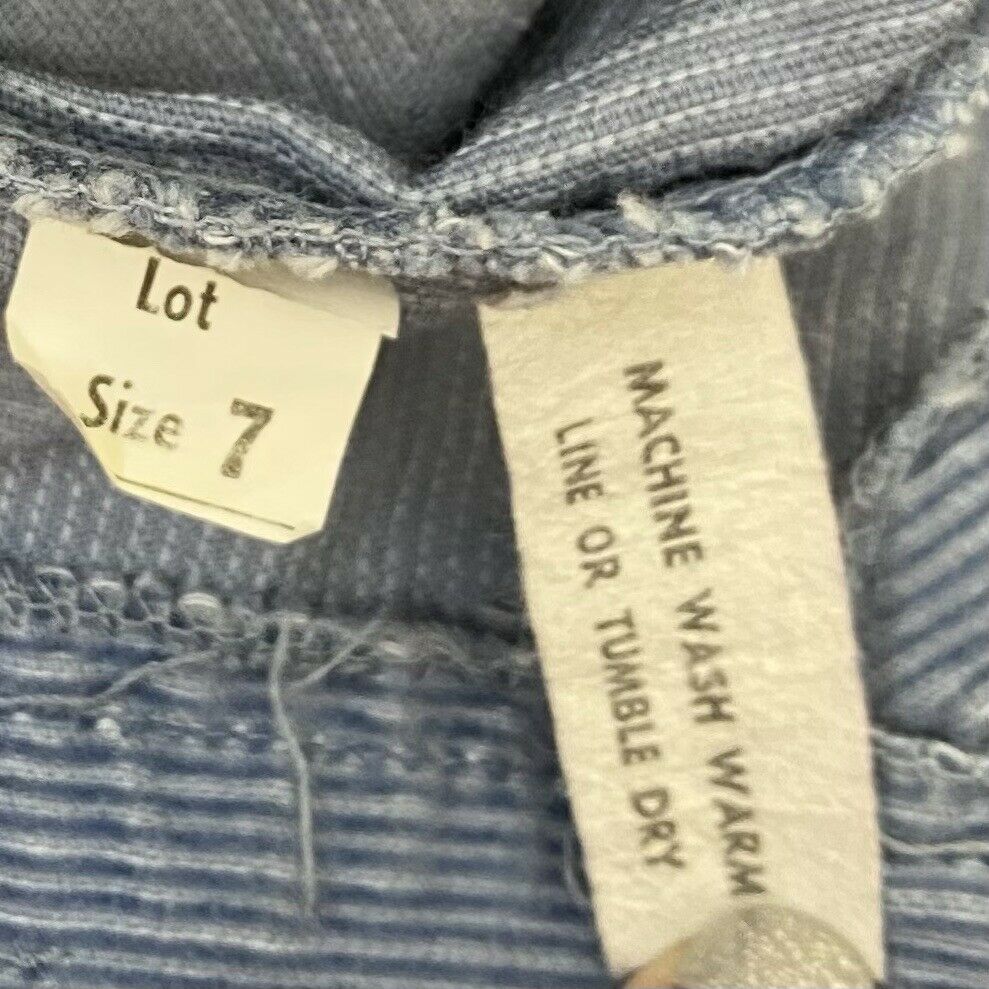 Lot
Size 7
MACHINE WASH WARM
LINE OR TUMBLE DRY